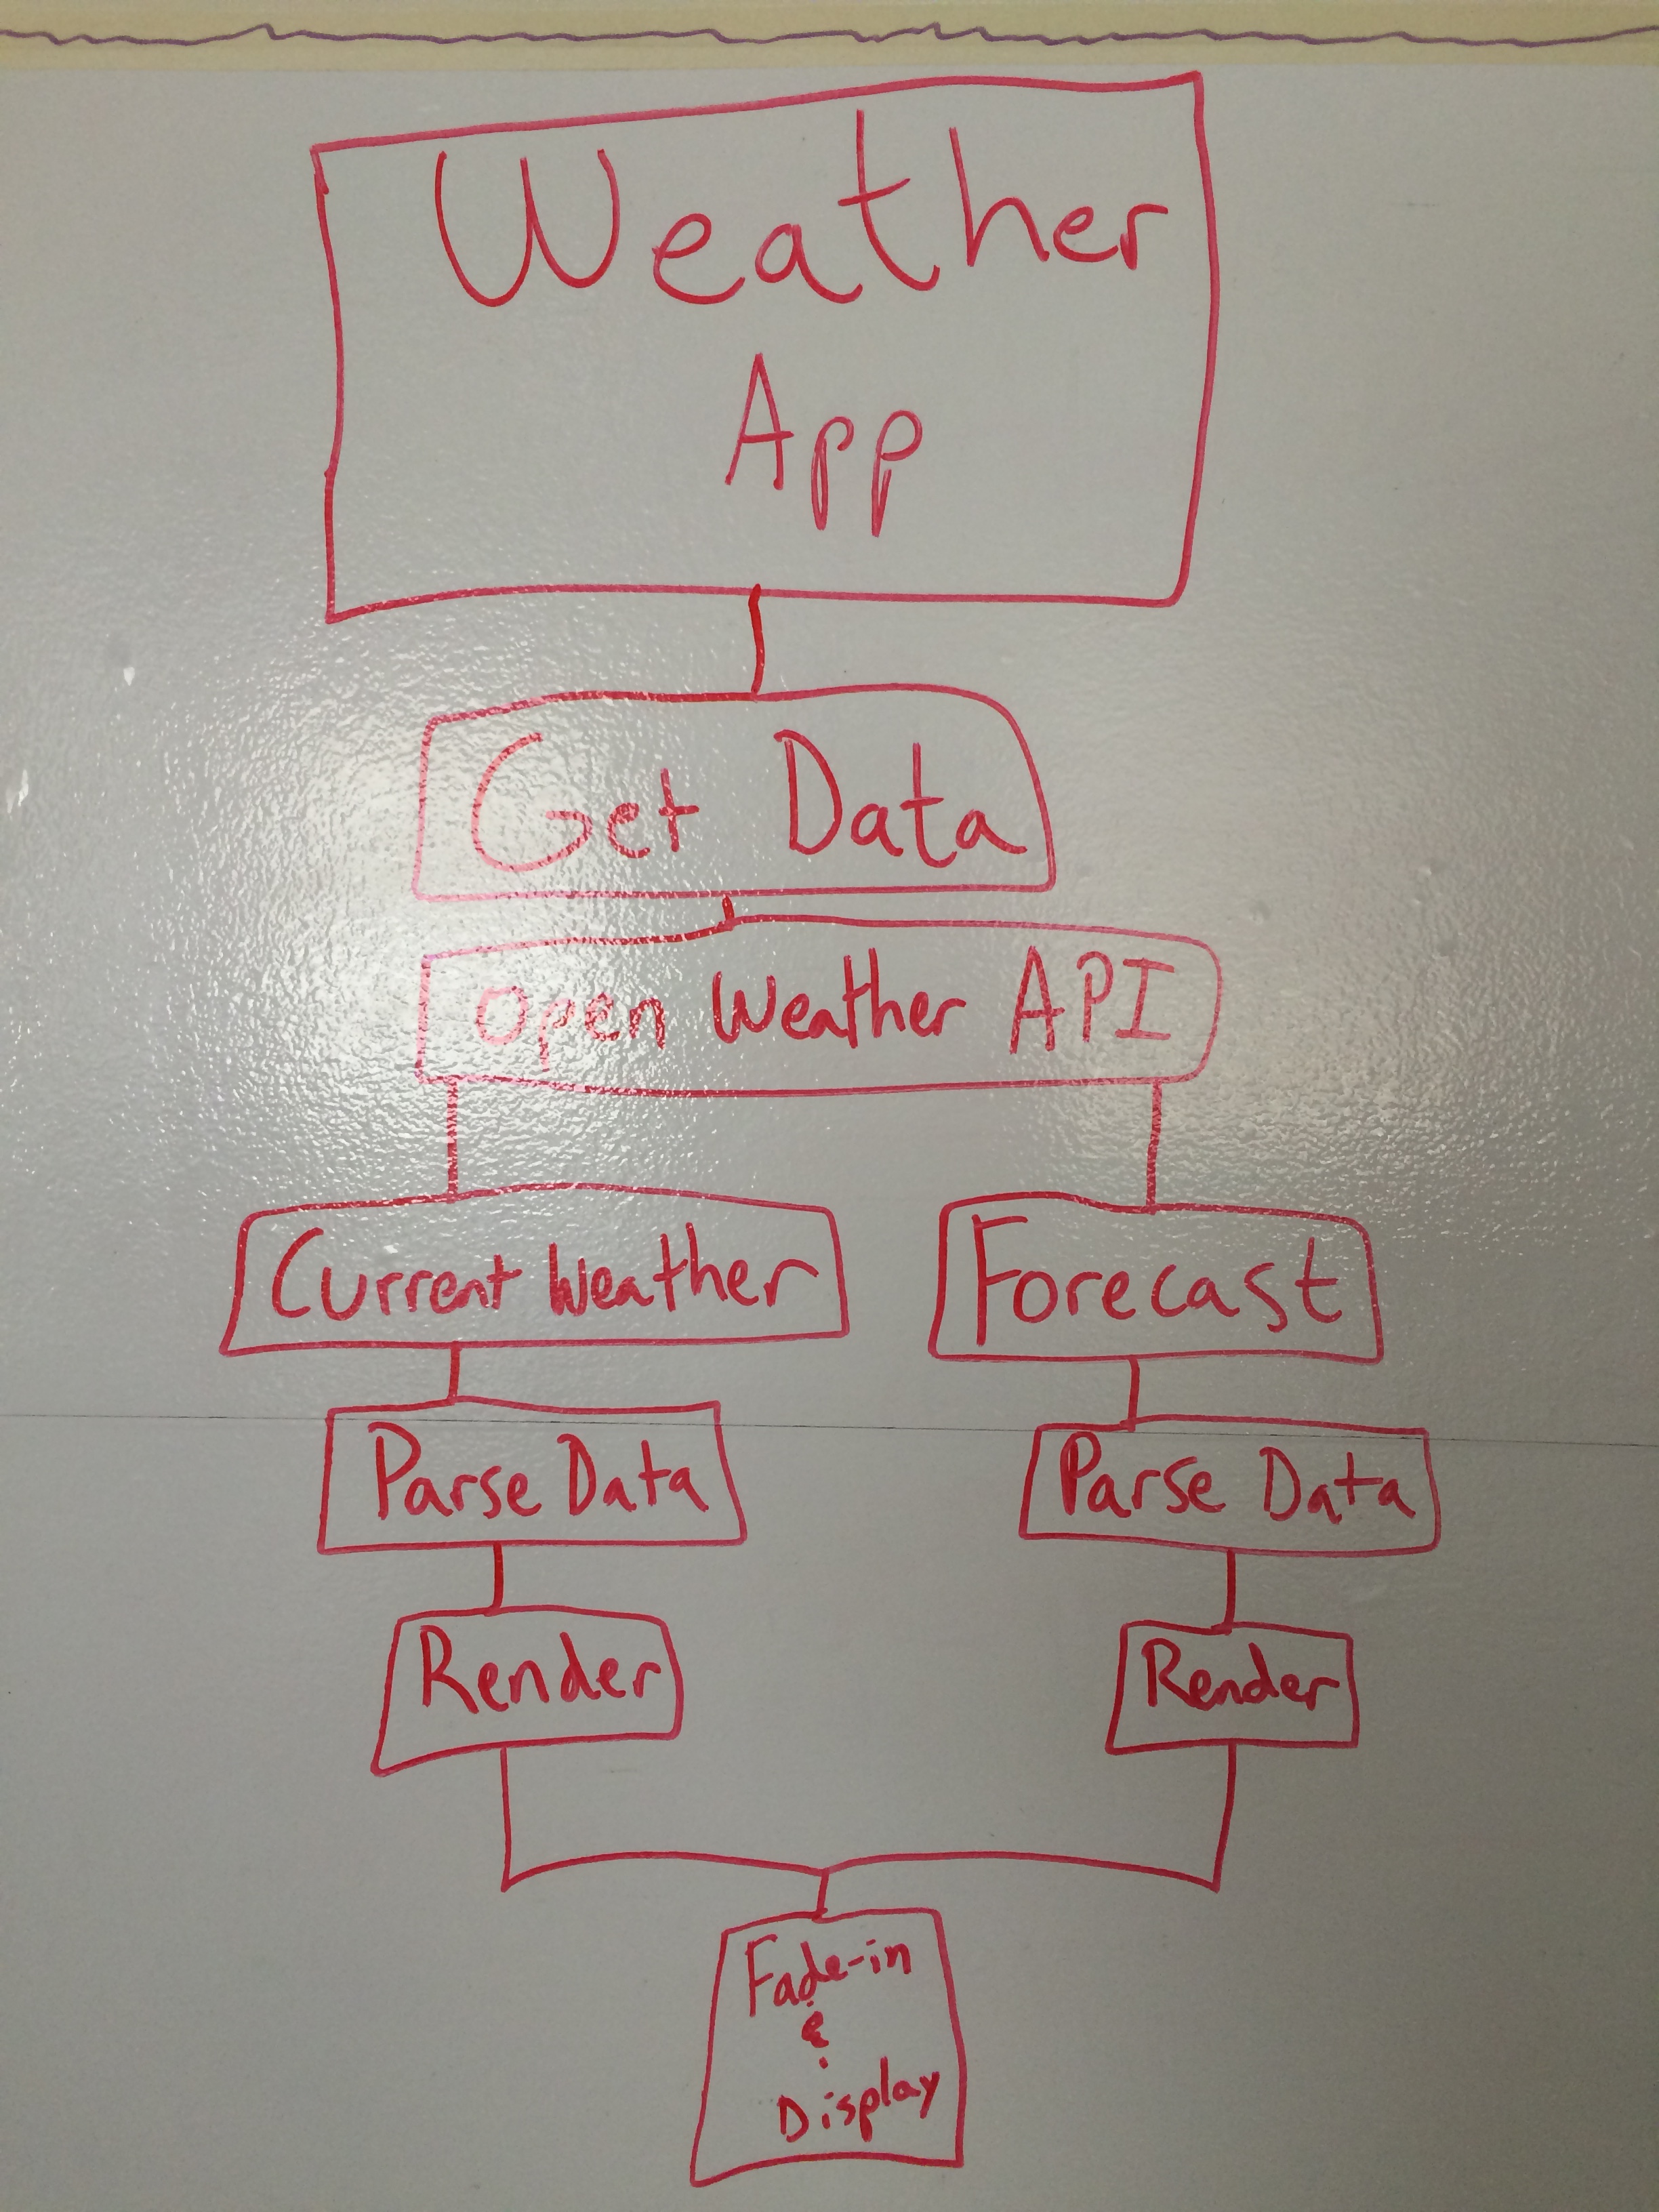 Weather
App
Get Data
Open Weather API
Current Weather
Forecast
Parse Data
Parse Data
Render
Render
Fade-in
&
Display